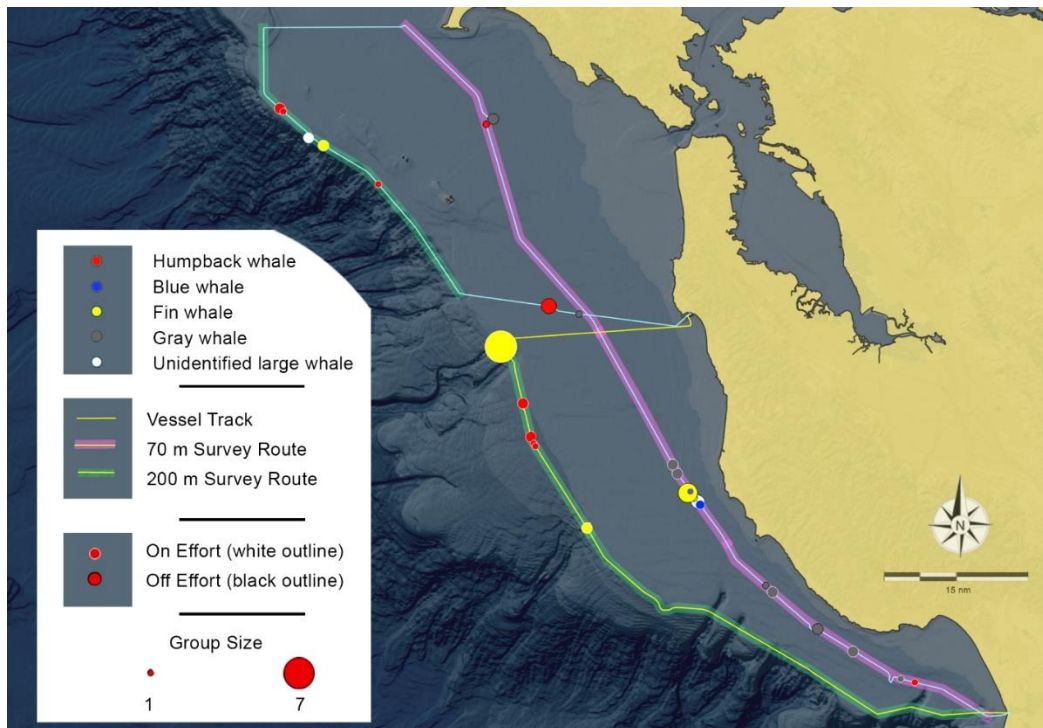 Humpback whale
Blue whale
Fin whale
Gray whale
Unidentified large whale
Vessel Track
70 m Survey Route
200 m Survey Route
On Effort (white outline)
Off Effort (black outline)
Group Size
1
7
N
15 nm